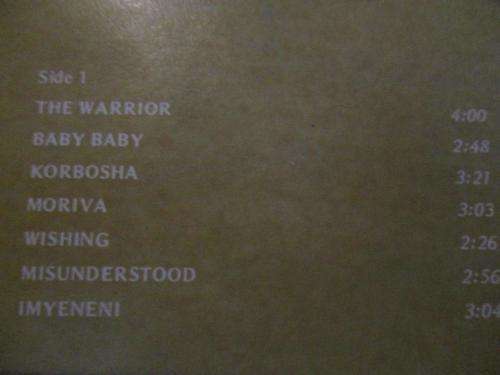 Side 1
THE WARRIOR 4:00
BABY BABY 2:48
KORBOSHA 3:21
MORIVA 3:03
WISHING 2:26
MISUNDERSTOOD 2:56
IMYENENI 3:04